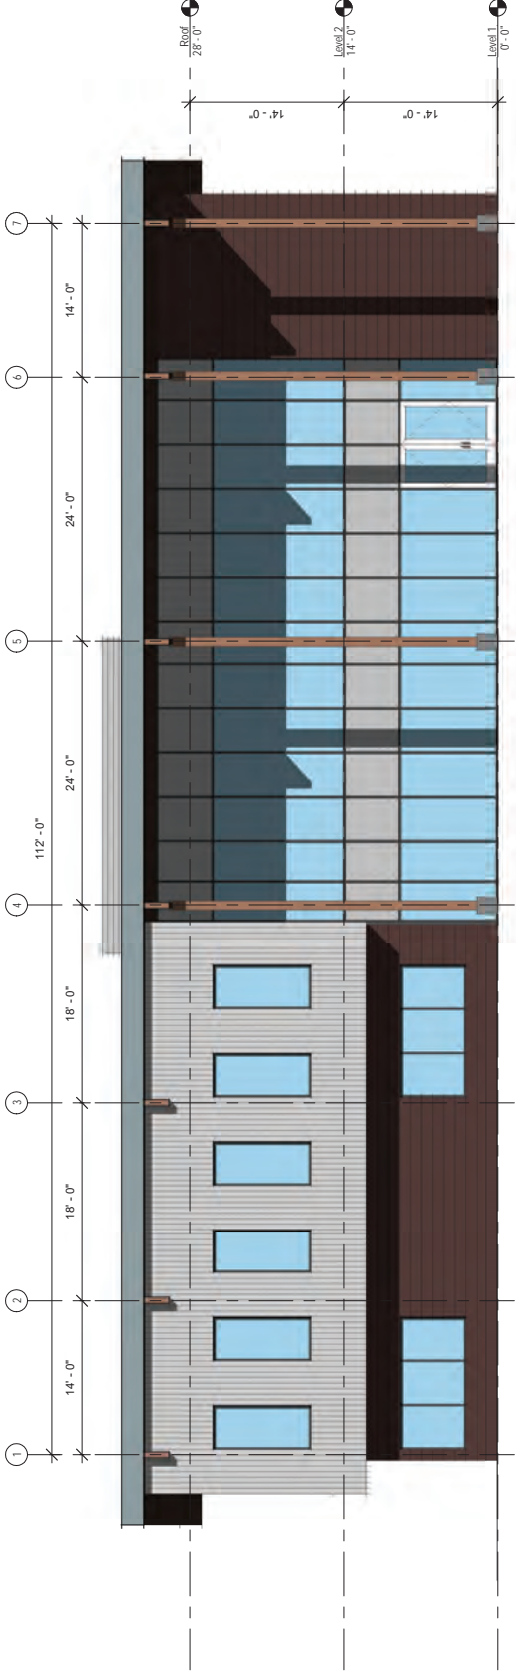 1
2
3
4
5
6
7
112' - 0"
14' - 0"
18' - 0"
18' - 0"
24' - 0"
24' - 0"
14' - 0"
Roof
28' - 0"
14' - 0"
Level 2
14' - 0"
14' - 0"
Level 1
0' - 0"